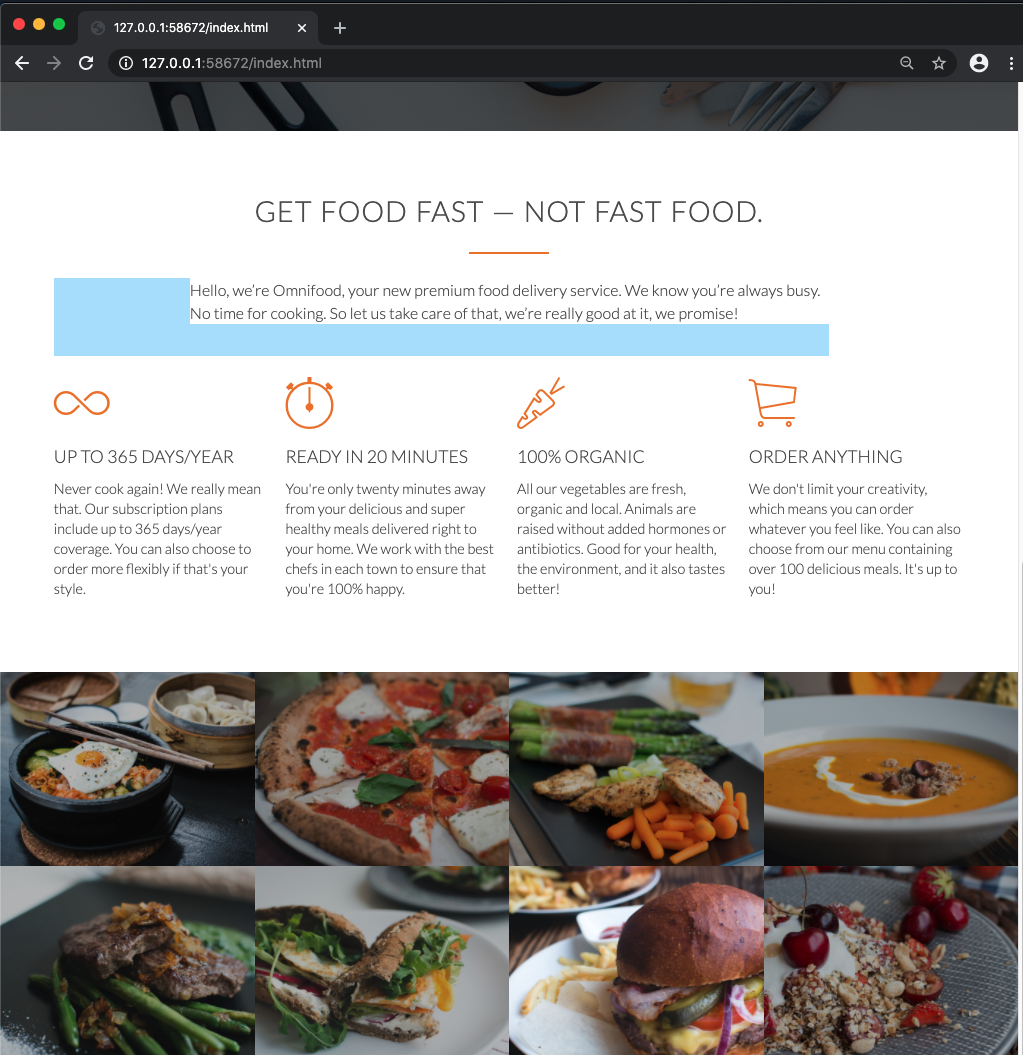 127.0.0.1:58672/index.html
127.0.0.1:58672/index.html
GET FOOD FAST — NOT FAST FOOD.
Hello, we’re Omnifood, your new premium food delivery service. We know you’re always busy.
No time for cooking. So let us take care of that, we’re really good at it, we promise!
UP TO 365 DAYS/YEAR
Never cook again! We really mean
that. Our subscription plans
include up to 365 days/year
coverage. You can also choose to
order more flexibly if that's your
style.
READY IN 20 MINUTES
You're only twenty minutes away
from your delicious and super
healthy meals delivered right to
your home. We work with the best
chefs in each town to ensure that
you're 100% happy.
100% ORGANIC
All our vegetables are fresh,
organic and local. Animals are
raised without added hormones or
antibiotics. Good for your health,
the environment, and it also tastes
better!
ORDER ANYTHING
We don't limit your creativity,
which means you can order
whatever you feel like. You can also
choose from our menu containing
over 100 delicious meals. It's up to
you!